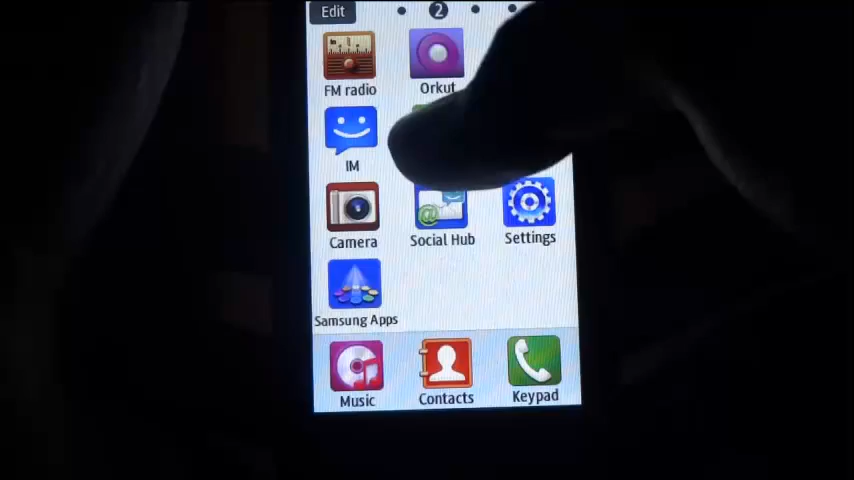 Edit 2
FM radio Orkut
IM
Camera Social Hub Settings
Samsung Apps
Music Contacts Keypad